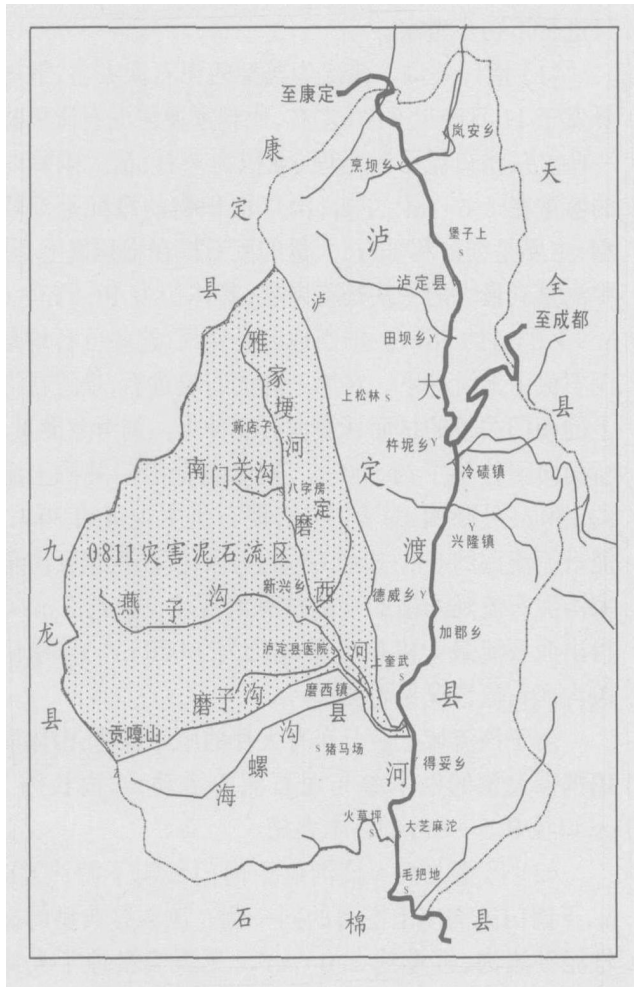 至康定
岚安乡
康定县
烹坝乡
天全县
泸定县
堡子上
泸定县
至成都
田坝乡
大渡河
上松林
雅家埂河
新店子
杵坭乡
冷碛镇
南门关沟
八字房
泸定县
磨西河
兴隆镇
九龙县
0811灾害泥石流区
燕子沟
新兴乡
德威乡
加郡乡
泸定县医院
上奎武
磨子沟
磨西镇
贡嘎山
海螺沟
猪马场
得妥乡
火草坪
大芝麻沱
毛把地
石棉县